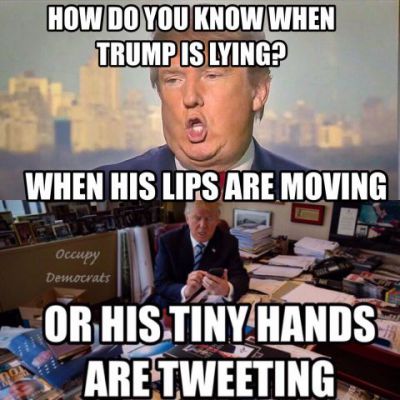 HOW DO YOU KNOW WHEN
TRUMP IS LYING?
WHEN HIS LIPS ARE MOVING
Occupy
Democrats
OR HIS TINY HANDS
ARE TWEETING